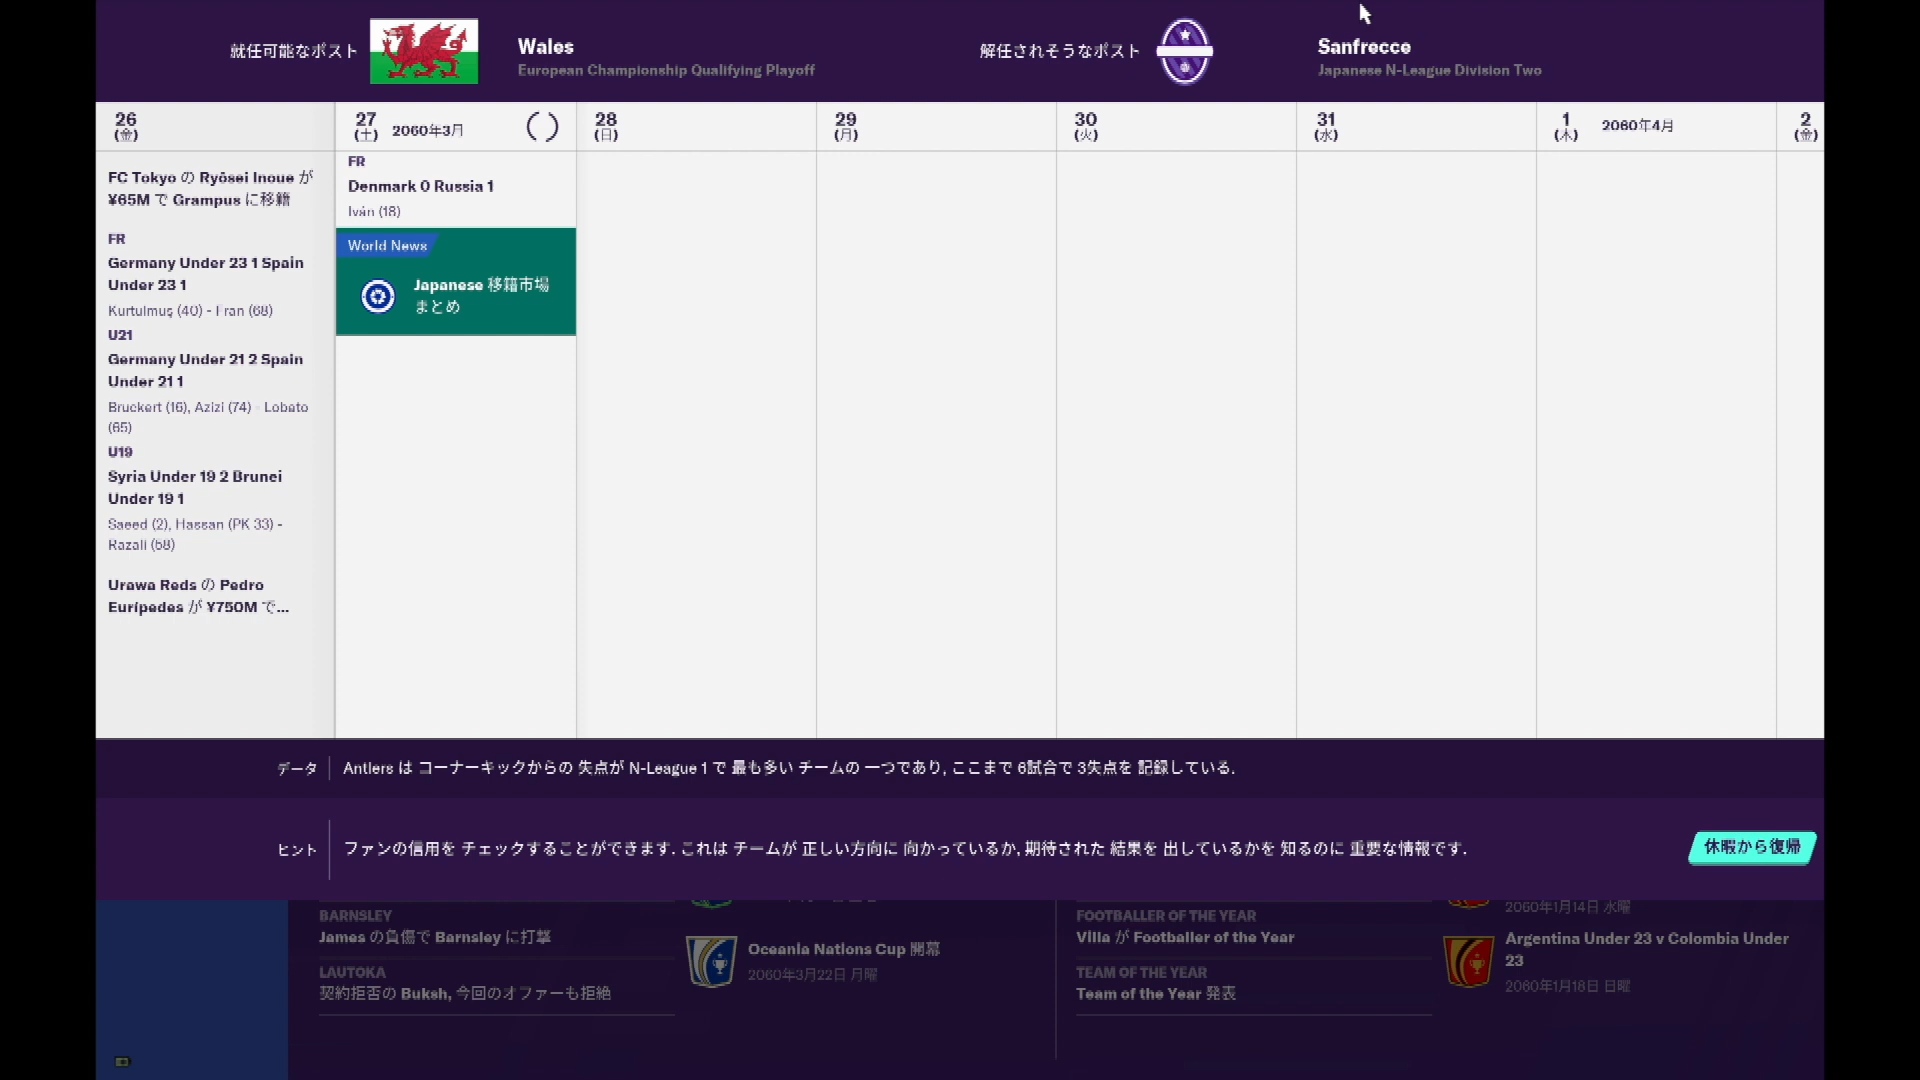 就任可能なポスト
Wales
European Championship Qualifying Playoff
解任されそうなポスト
Sanfrecce
Japanese N-League Division Two
26
(金)
27
(土)
2060年3月
28
(日)
29
(月)
30
(火)
31
(水)
1
(木)
2060年4月
2
(金)
FC Tokyo の Ryōsei Inoue が
¥65M で Grampus に移籍
FR
Germany Under 23 1 Spain
Under 23 1
Kurtulmuş (40) - Fran (68)
U21
Germany Under 21 2 Spain
Under 21 1
Bruckert (16), Azizi (74) - Lobato
(65)
U19
Syria Under 19 2 Brunei
Under 19 1
Saeed (2), Hassan (PK 33) -
Razali (58)
Urawa Reds の Pedro
Eurípedes が ¥750M で...
FR
Denmark 0 Russia 1
Iván (18)
World News
Japanese 移籍市場
まとめ
データ
Antlers は コーナーキックからの 失点が N-League 1 で 最も多い チームの 一つであり, ここまで 6試合で 3失点を 記録している.
ヒント
ファンの信用を チェックすることができます. これは チームが 正しい方向に 向かっているか, 期待された 結果を 出しているかを 知るのに 重要な情報です.
休暇から復帰
BARNSLEY
James の負傷で Barnsley に打撃
LAUTOKA
契約拒否の Buksh, 今回のオファーも拒絶
Oceania Nations Cup 開幕
2060年3月22日 月曜
FOOTBALLER OF THE YEAR
Villa が Footballer of the Year
TEAM OF THE YEAR
Team of the Year 発表
2060年1月14日 水曜
Argentina Under 23 v Colombia Under
23
2060年1月18日 日曜